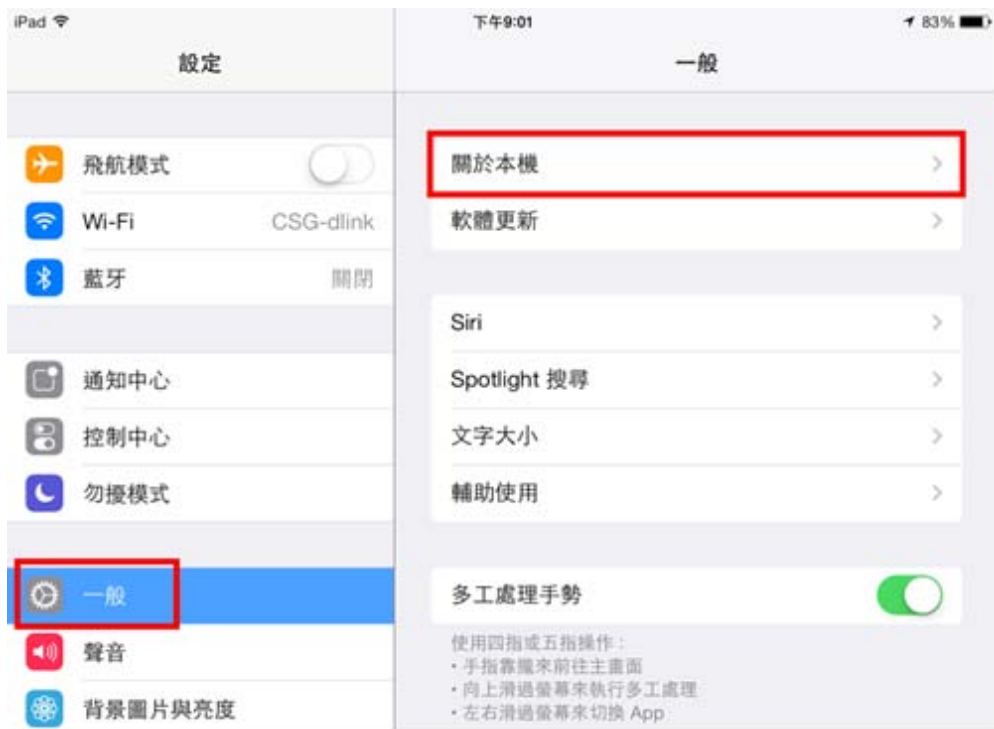 iPad
下午9:01
83%
設定
一般
飛航模式
Wi-Fi CSG-dlink
藍牙 關閉
通知中心
控制中心
勿擾模式
一般
聲音
背景圖片與亮度
關於本機
軟體更新
Siri
Spotlight 搜尋
文字大小
輔助使用
多工處理手勢
使用四指或五指操作：
•手指靠攏來前往主畫面
•向上滑過螢幕來執行多工處理
•左右滑過螢幕來切換 App